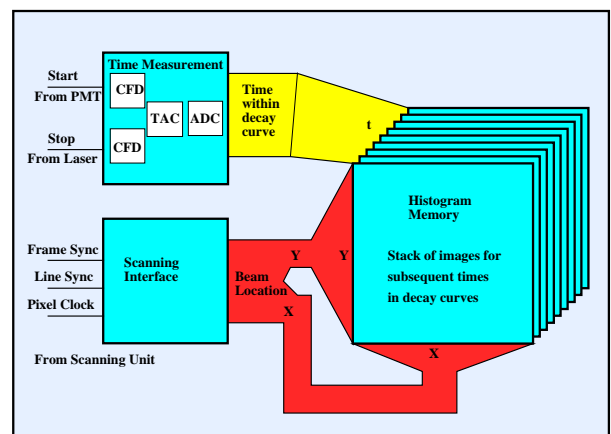 Time Measurement
Start
From PMT
CFD
TAC
ADC
Stop
From Laser
CFD
Time
within
decay
curve
t
Histogram
Memory
Stack of images for
subsequent times
in decay curves
Frame Sync
Line Sync
Pixel Clock
Scanning
Interface
Beam
Location
Y
Y
X
X
From Scanning Unit